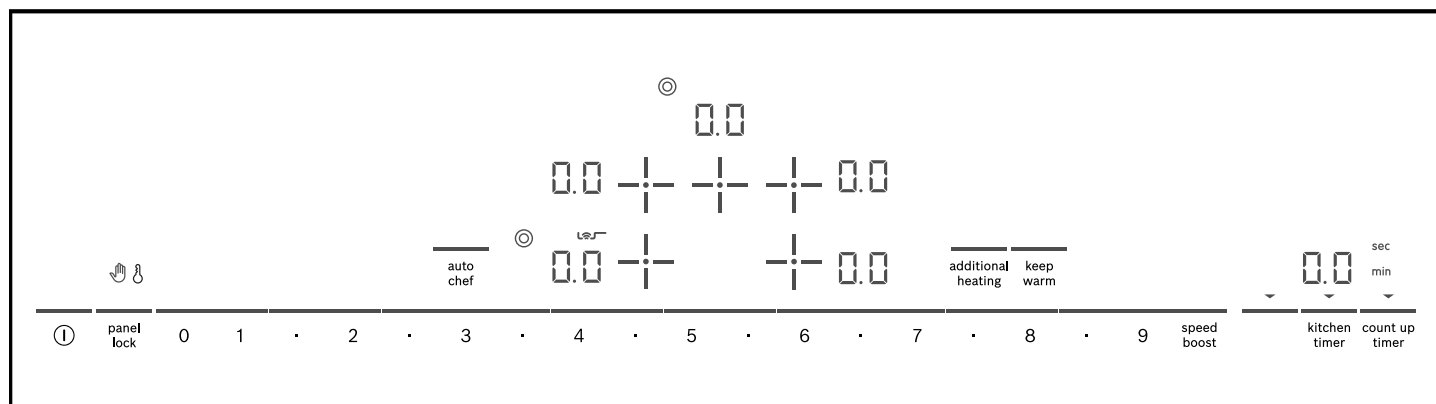 0.0
0.0 0.0
sec
auto chef
0.0 0.0
additional heating
keep warm
0.0
min
panel lock
0 1 · 2 · 3 · 4 · 5 · 6 · 7 · 8 · 9
speed boost
kitchen timer
count up timer